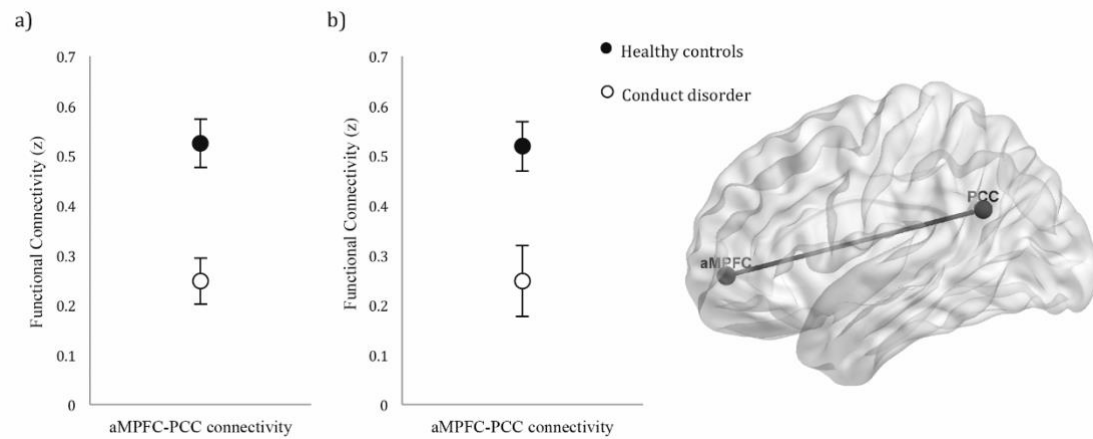 a)
b)
Healthy controls
Conduct disorder
Functional Connectivity (z)
0.7
0.6
0.5
0.4
0.3
0.2
0.1
0
aMPFC-PCC connectivity
Functional Connectivity (z)
0.7
0.6
0.5
0.4
0.3
0.2
0.1
0
aMPFC-PCC connectivity
PCC
aMPFC